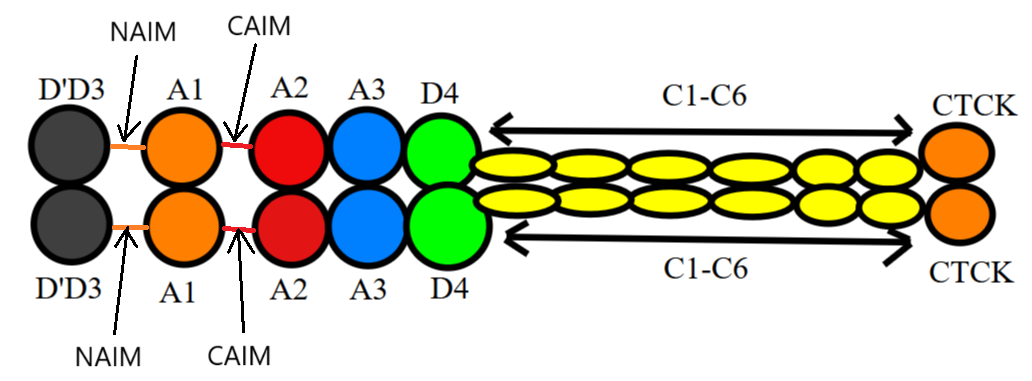 NAIM
CAIM
D'D3 A1 A2 A3 D4 C1-C6 CTCK
D'D3 A1 A2 A3 D4 C1-C6 CTCK
NAIM
CAIM